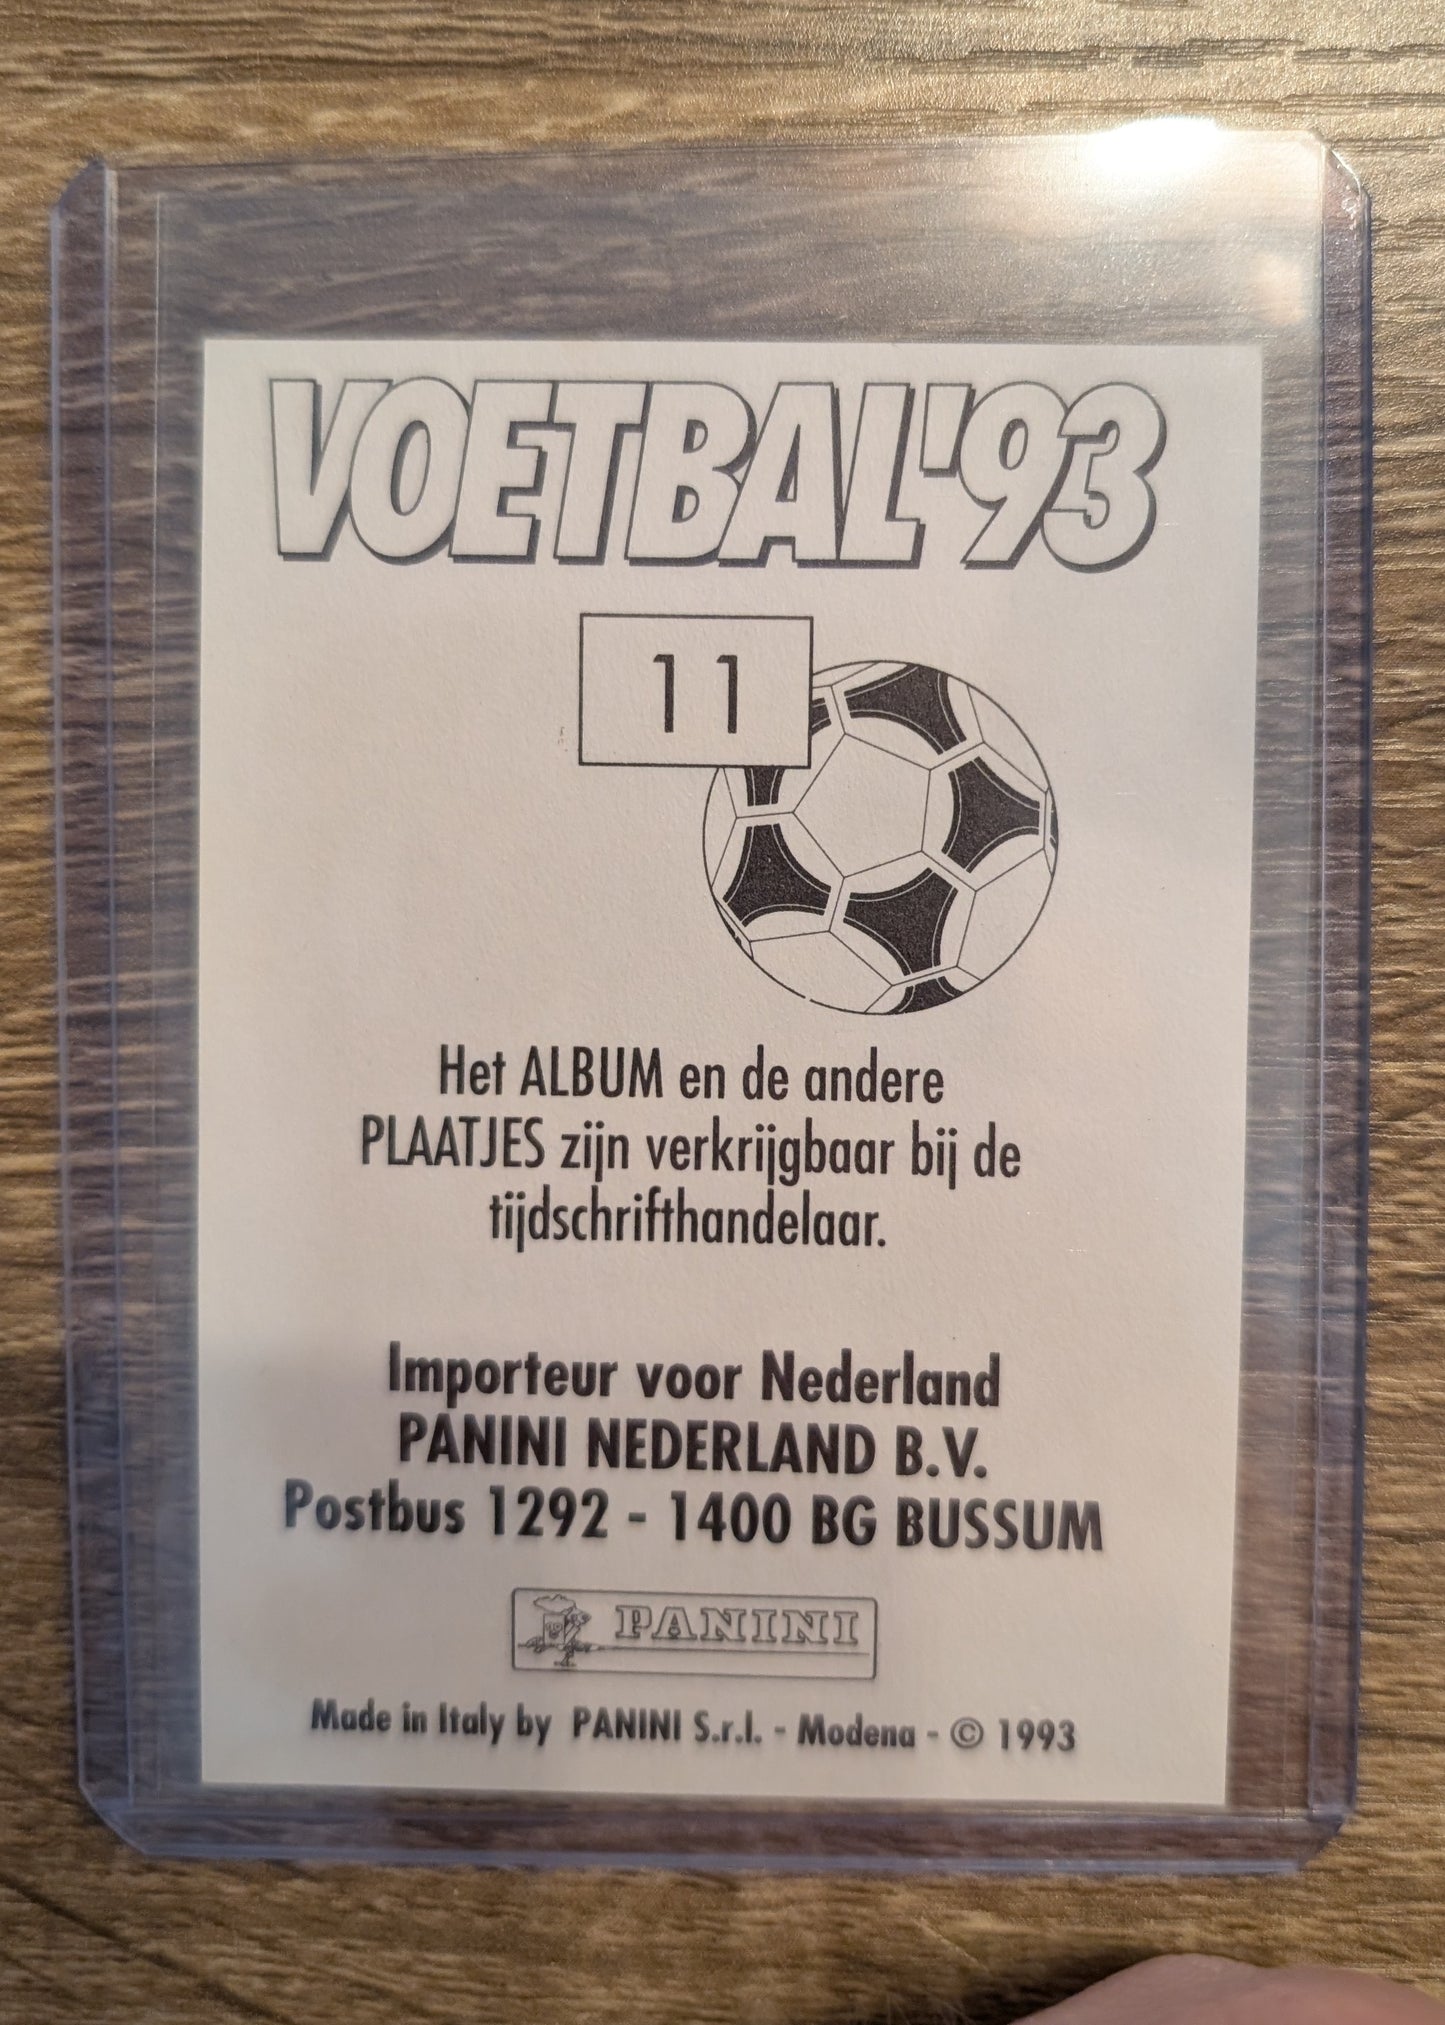 VOETBAL'93
11
Het ALBUM en de andere
PLAATJES zijn verkrijgbaar bij de
tijdschrifthandelaar.
Importeur voor Nederland
PANINI NEDERLAND B.V.
Postbus 1292 - 1400 BG BUSSUM
PANINI
Made in Italy by PANINI S.r.l. - Modena - © 1993